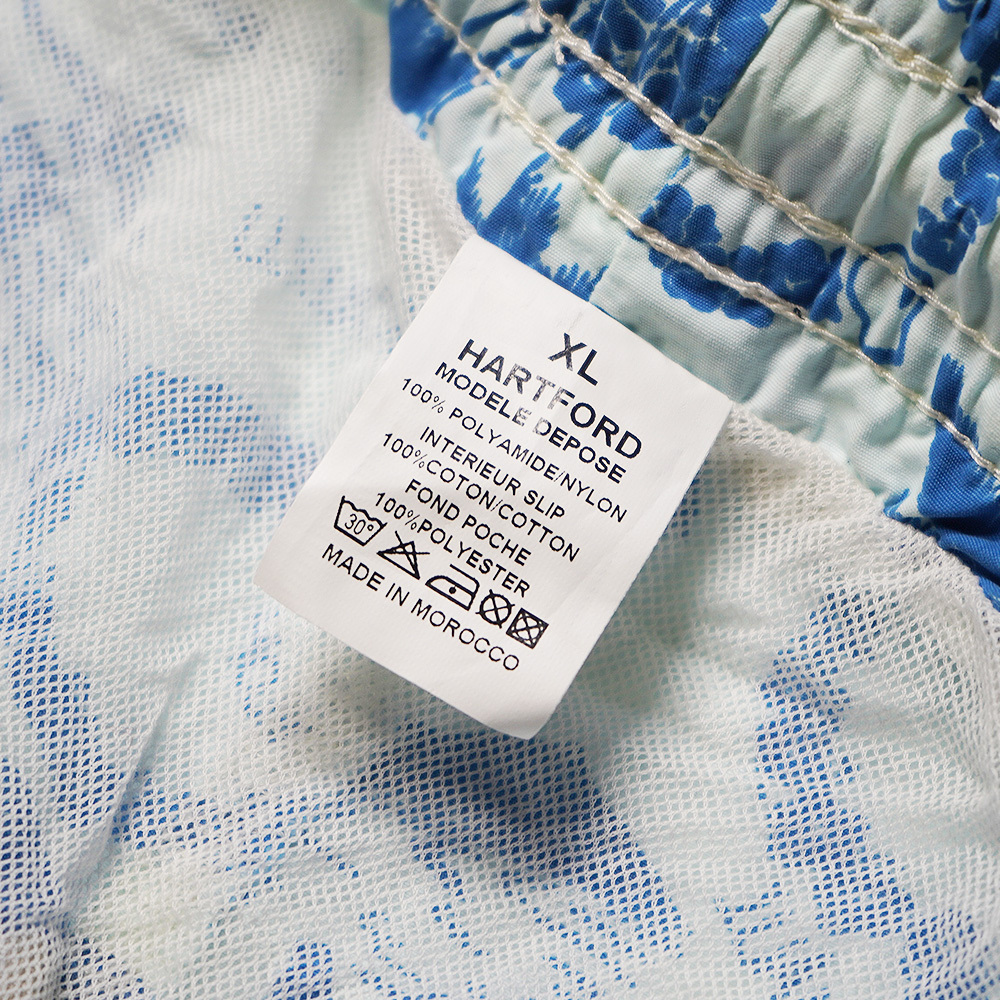 XL
HARTFORD
MODELE DEPOSE
100% POLYAMIDE/NYLON
INTERIEUR SLIP
100%COTON/COTTON
FOND POCHE
100%POLYESTER
30°
MADE IN MOROCCO